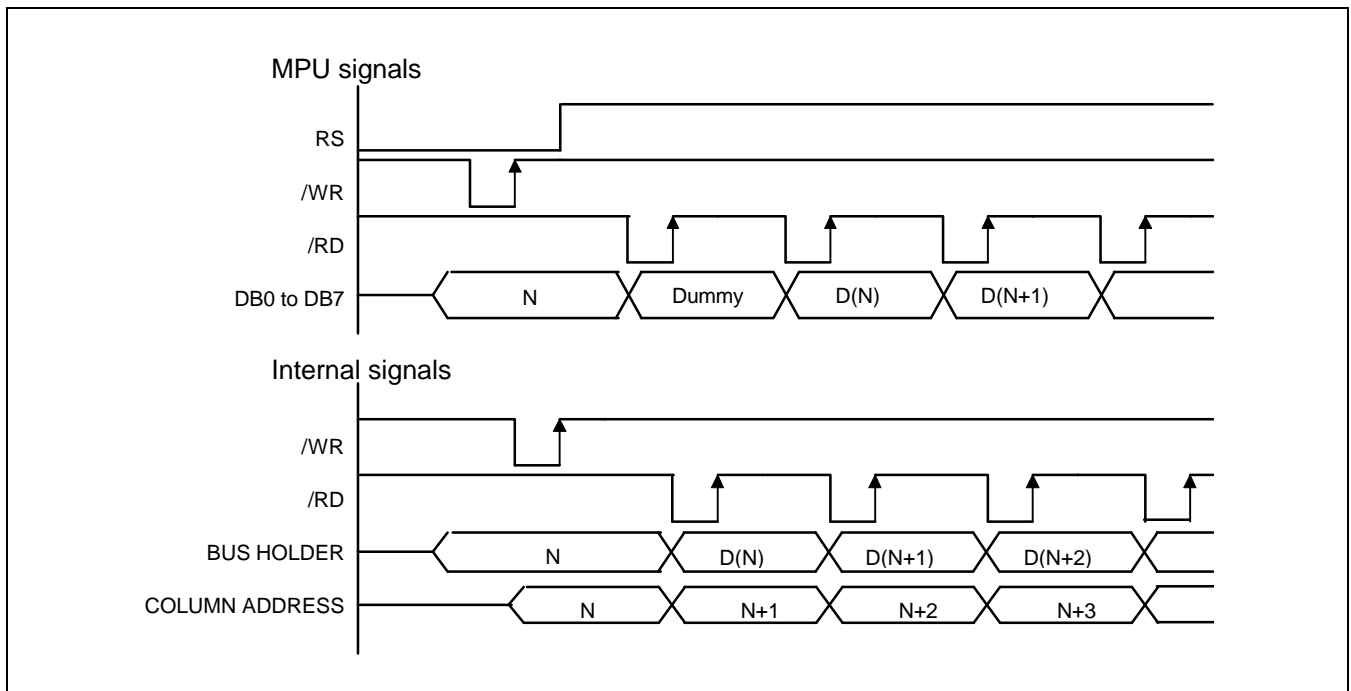 MPU signals
RS
/WR
/RD
DB0 to DB7 N Dummy D(N) D(N+1)
Internal signals
/WR
/RD
BUS HOLDER N D(N) D(N+1) D(N+2)
COLUMN ADDRESS N N+1 N+2 N+3